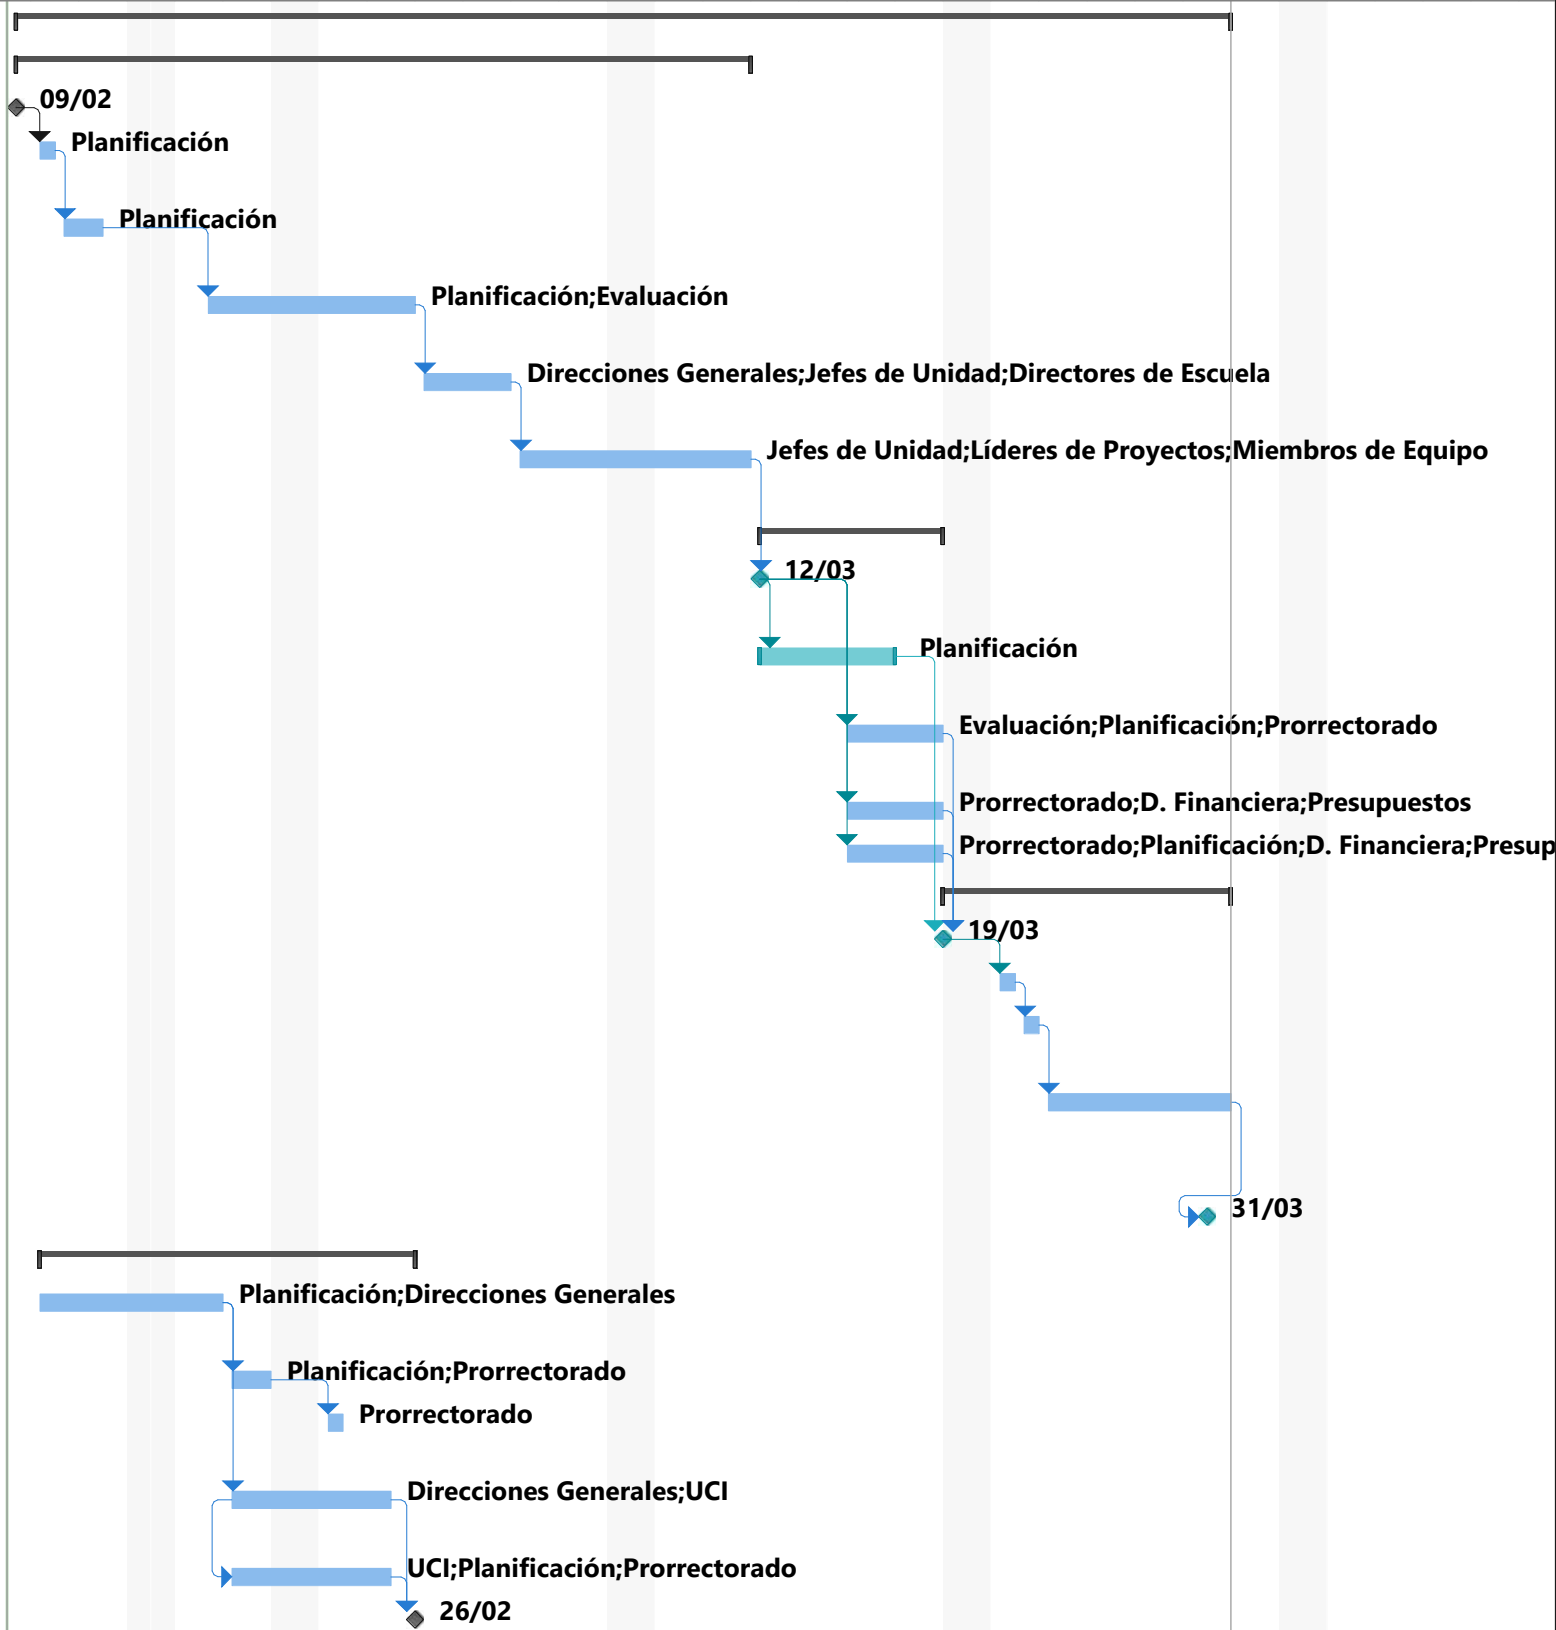 09/02
Planificación
Planificación
Planificación;Evaluación
Direcciones Generales;Jefes de Unidad;Directores de Escuela
Jefes de Unidad;Líderes de Proyectos;Miembros de Equipo
12/03
Planificación
Evaluación;Planificación;Prorrectorado
Prorrectorado;D. Financiera;Presupuestos
Prorrectorado;Planificación;D. Financiera;Presup
19/03
31/03
Planificación;Direcciones Generales
Planificación;Prorrectorado
Prorrectorado
Direcciones Generales;UCI
UCI;Planificación;Prorrectorado
26/02